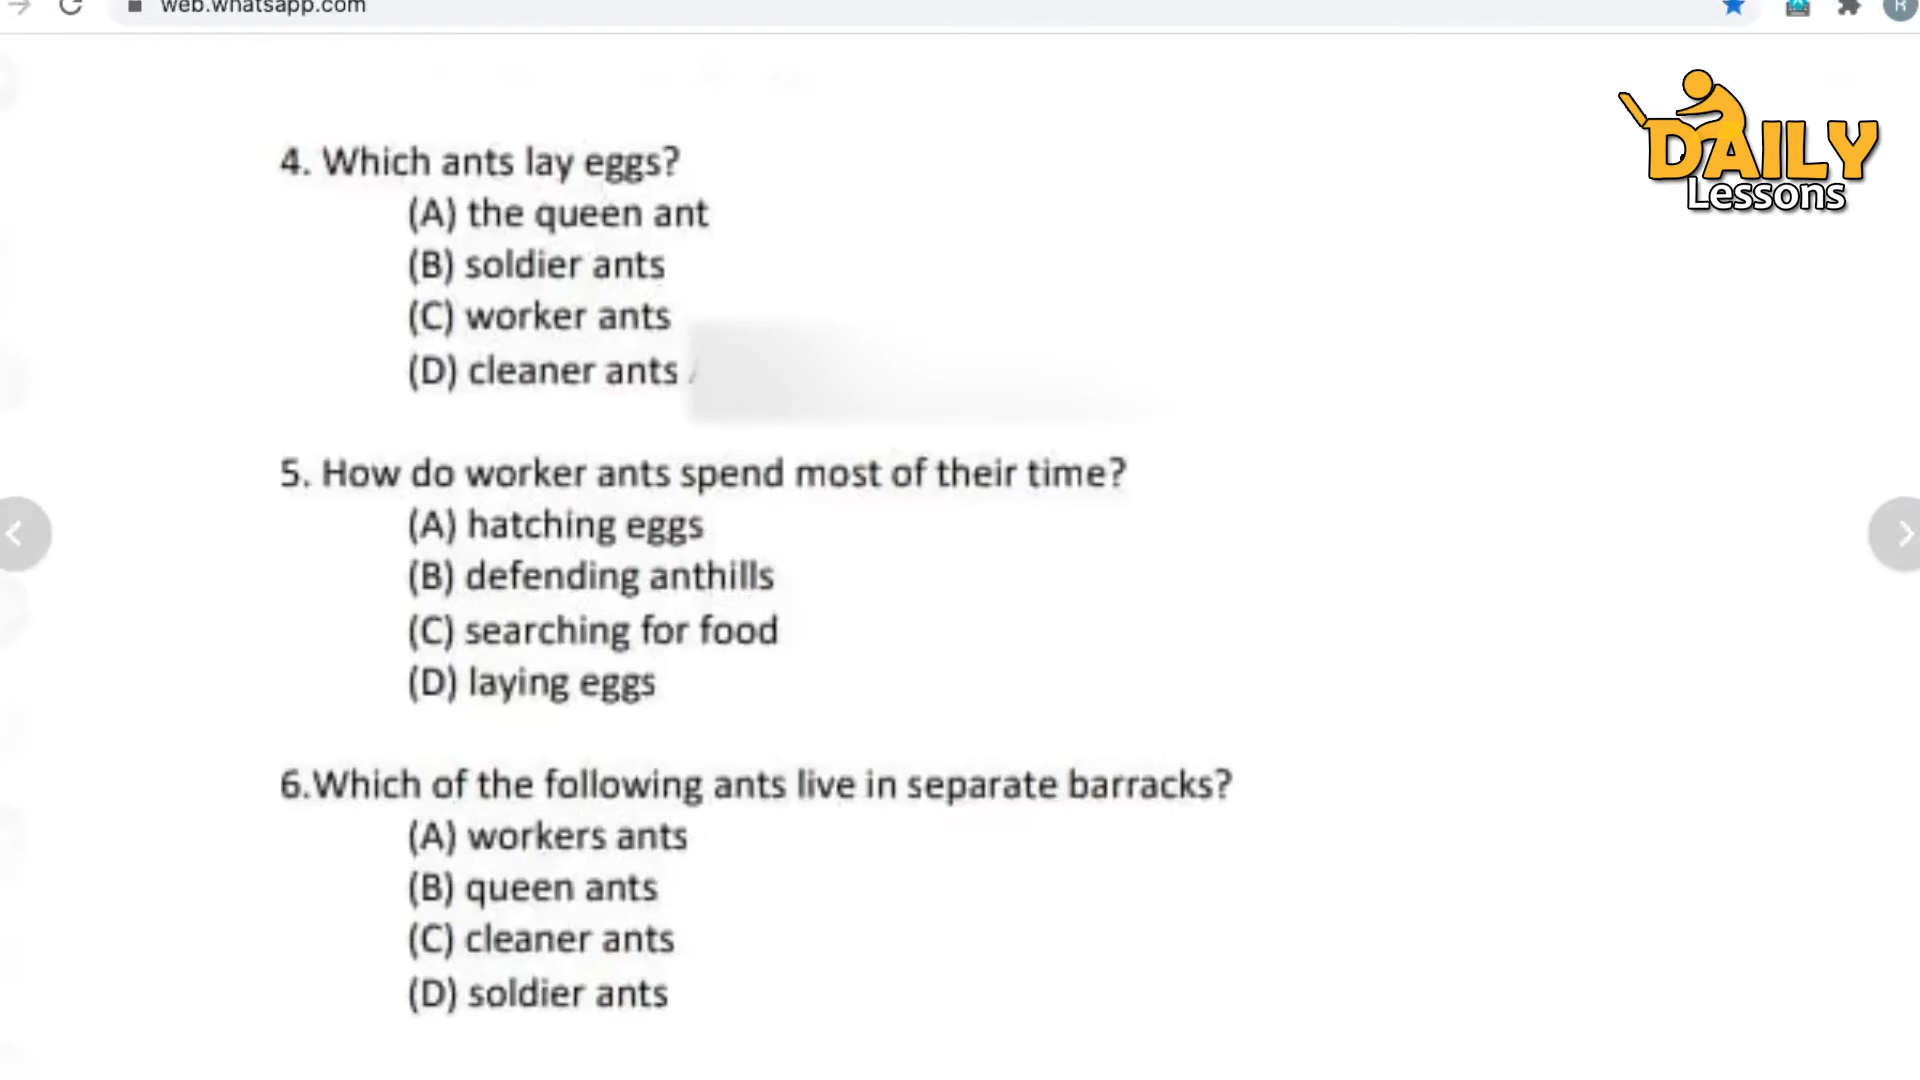 web.whatsapp.com
R
DAILY
Lessons
4. Which ants lay eggs?
(A) the queen ant
(B) soldier ants
(C) worker ants
(D) cleaner ants
5. How do worker ants spend most of their time?
(A) hatching eggs
(B) defending anthills
(C) searching for food
(D) laying eggs
6.Which of the following ants live in separate barracks?
(A) workers ants
(B) queen ants
(C) cleaner ants
(D) soldier ants